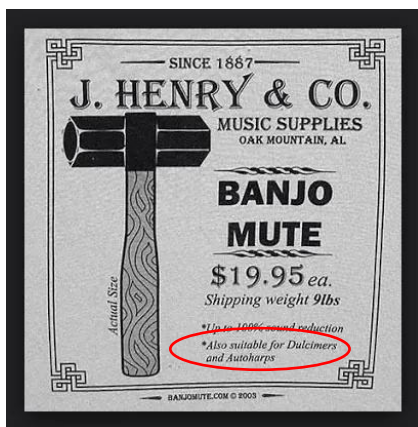 SINCE 1887
J. HENRY & CO.
MUSIC SUPPLIES
OAK MOUNTAIN, AL
BANJO
MUTE
$19.95 ea.
Shipping weight 9lbs
Actual Size
*Up to 100% sound reduction
*Also suitable for Dulcimers
and Autoharps
BANJOMUTE.COM © 2003